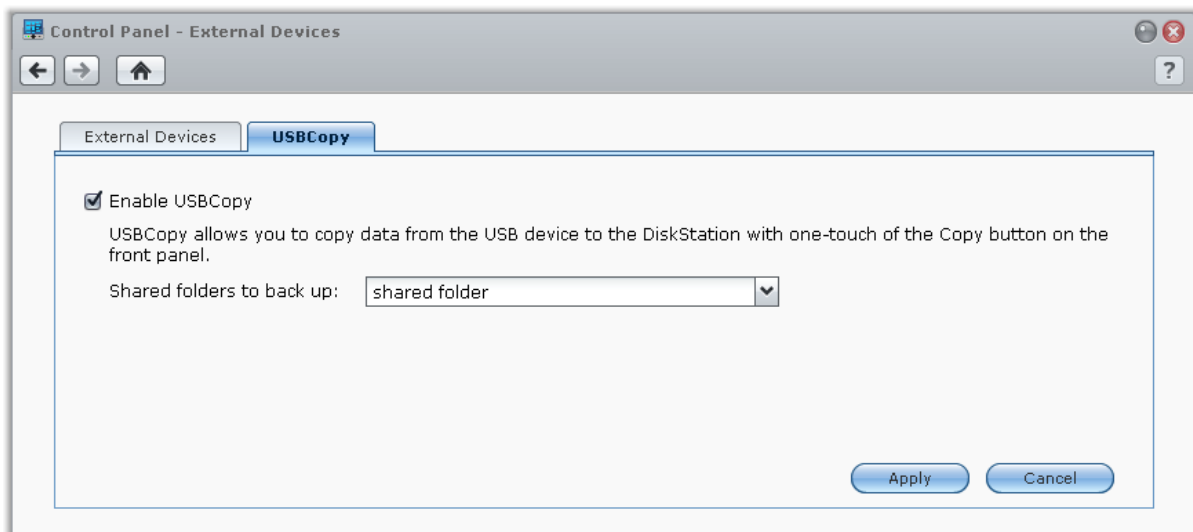 Control Panel - External Devices
?
External Devices USBCopy
Enable USBCopy
USBCopy allows you to copy data from the USB device to the DiskStation with one-touch of the Copy button on the
front panel.
Shared folders to back up: shared folder
Apply Cancel